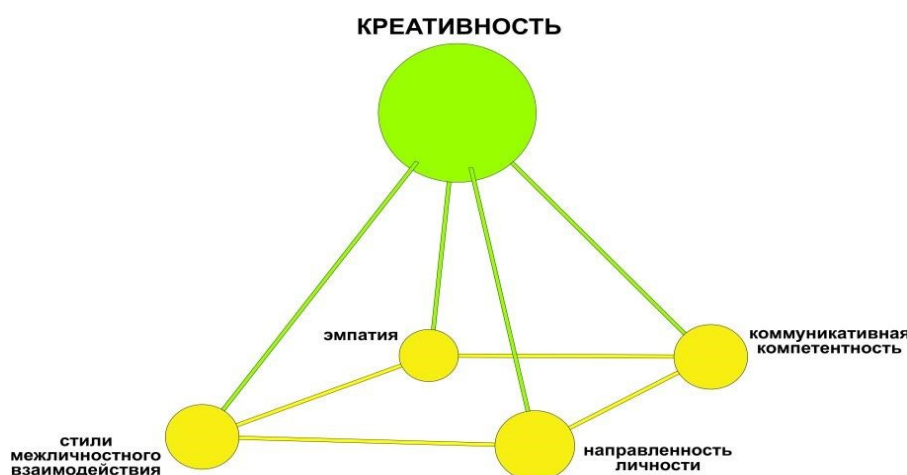 КРЕАТИВНОСТЬ
эмпатия
коммуникативная
компетентность
стили
межличностного
взаимодействия
направленность
личности